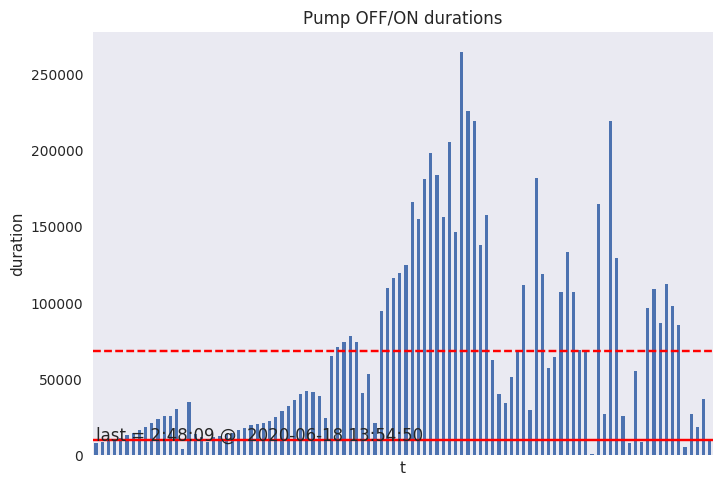 Pump OFF/ON durations
250000
200000
150000
100000
50000
0
duration
last = 2:48:09 @ 2020-06-18 13:54:50
t